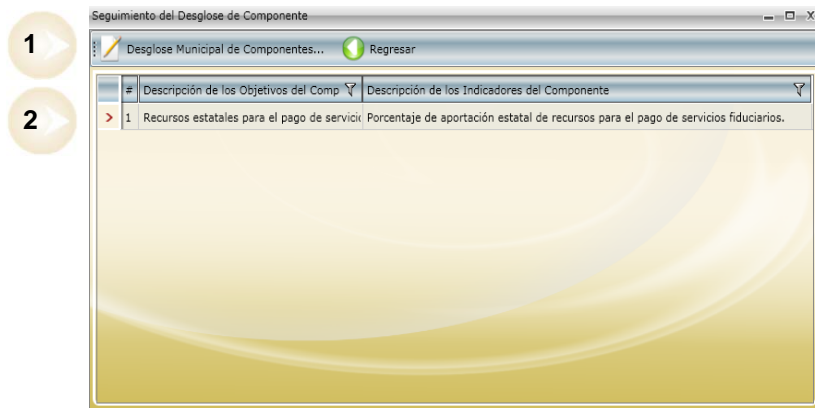 Seguimiento del Desglose de Componente
1
Desglose Municipal de Componentes... Regresar
# Descripción de los Objetivos del Comp Descripción de los Indicadores del Componente
2
1 Recursos estatales para el pago de servici Porcentaje de aportación estatal de recursos para el pago de servicios fiduciarios.